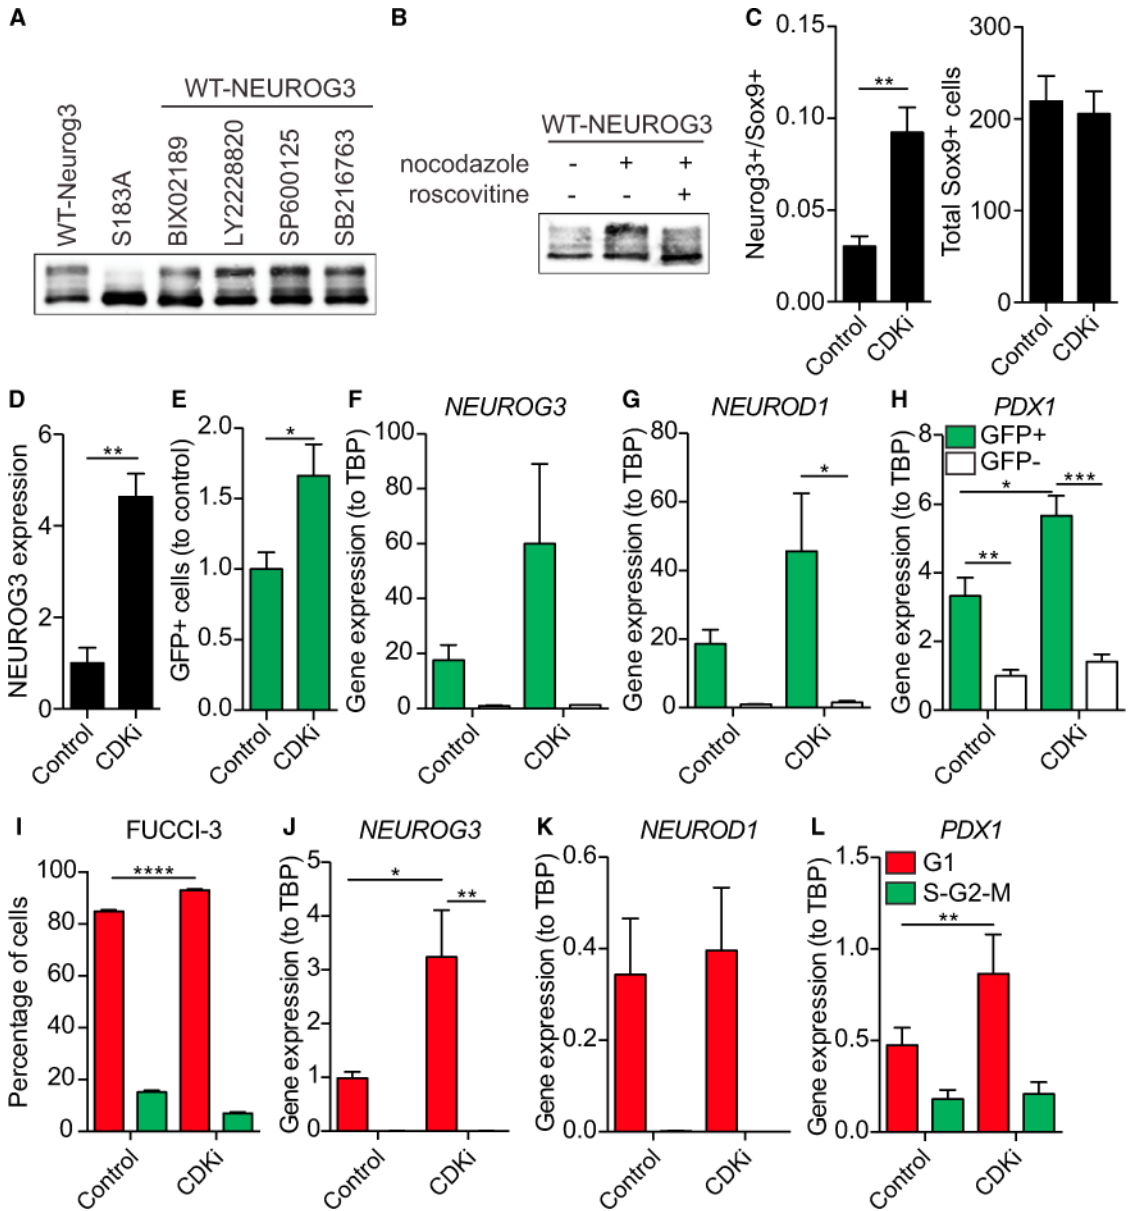 A
WT-NEUROG3
WT-Neurog3
S183A
BIX02189
LY2228820
SP600125
SB216763
B
WT-NEUROG3
nocodazole - + +
roscovitine - - +
C
Neurog3+/Sox9+
0.15
0.10
0.05
0.00
**
Control
CDKi
Total Sox9+ cells
300
200
100
0
Control
CDKi
D
NEUROG3 expression
6
4
2
0
**
Control
CDKi
E
GFP+ cells (to control)
2.0
1.5
1.0
0.5
0.0
*
Control
CDKi
F
NEUROG3
Gene expression (to TBP)
100
80
60
40
20
0
Control
CDKi
G
NEUROD1
Gene expression (to TBP)
80
60
40
20
0
*
Control
CDKi
H
PDX1
GFP+
GFP-
Gene expression (to TBP)
8
6
4
2
0
*
***
**
Control
CDKi
I
FUCCI-3
Percentage of cells
100
80
60
40
20
0
****
Control
CDKi
J
NEUROG3
Gene expression (to TBP)
5
4
3
2
1
0
*
**
Control
CDKi
K
NEUROD1
Gene expression (to TBP)
0.6
0.4
0.2
0.0
Control
CDKi
L
PDX1
G1
S-G2-M
Gene expression (to TBP)
1.5
1.0
0.5
0.0
**
Control
CDKi